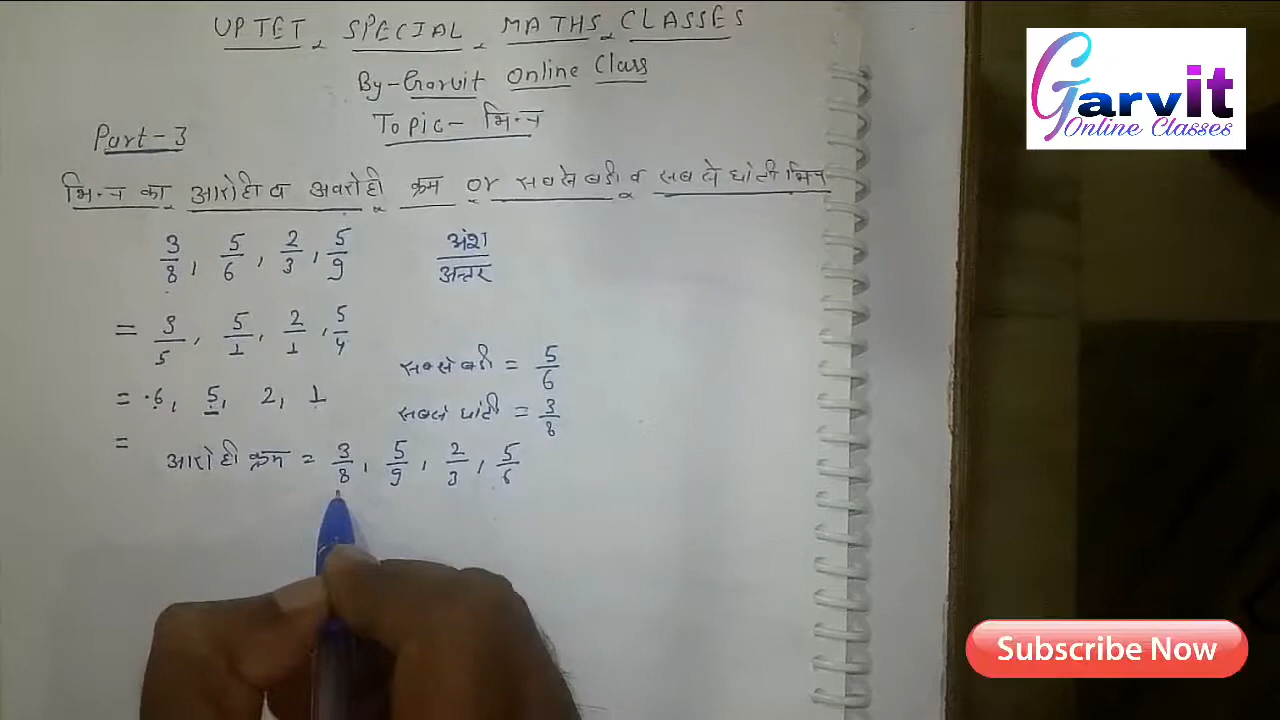 UPTET, SPECIAL, MATHS, CLASSES
By-Garvit Online Class
Topic- भिन्न
Part-3
भिन्न का आरोही व अवरोही क्रम or सबसे बडी व सबसे छोटी भिन्न
3/8, 5/6, 2/3, 5/9 अंश/अन्तर
= 3/5, 5/1, 2/1, 5/4
= .6, 5, 2, 1
सबसे बडी = 5/6
सबसे छोटी = 3/8
=
आरोही क्रम = 3/8, 5/9, 2/3, 5/6
Garvit
Online Classes
Subscribe Now